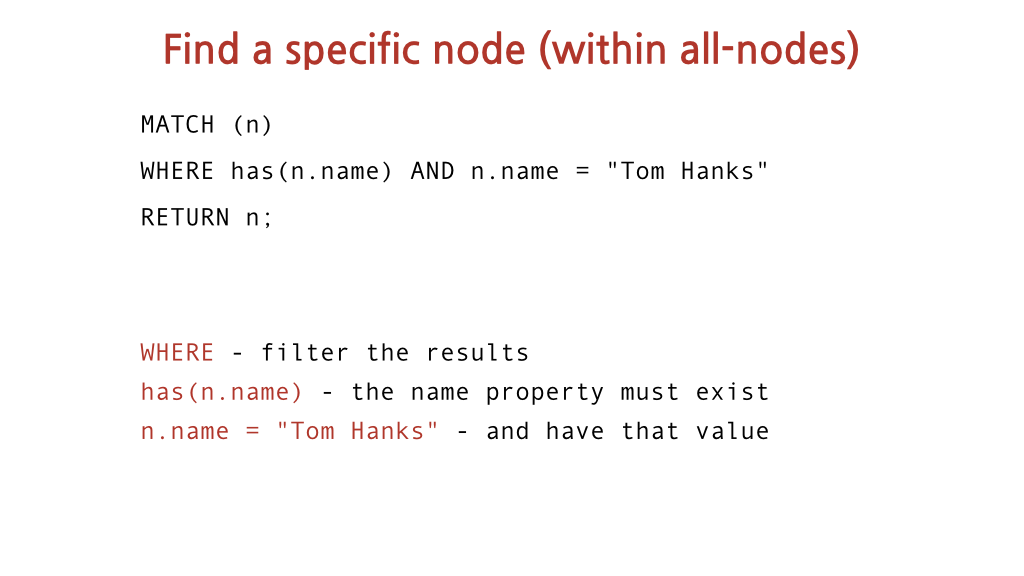 Find a specific node (within all-nodes)
MATCH (n)
WHERE has(n.name) AND n.name = "Tom Hanks"
RETURN n;
WHERE - filter the results
has(n.name) - the name property must exist
n.name = "Tom Hanks" - and have that value